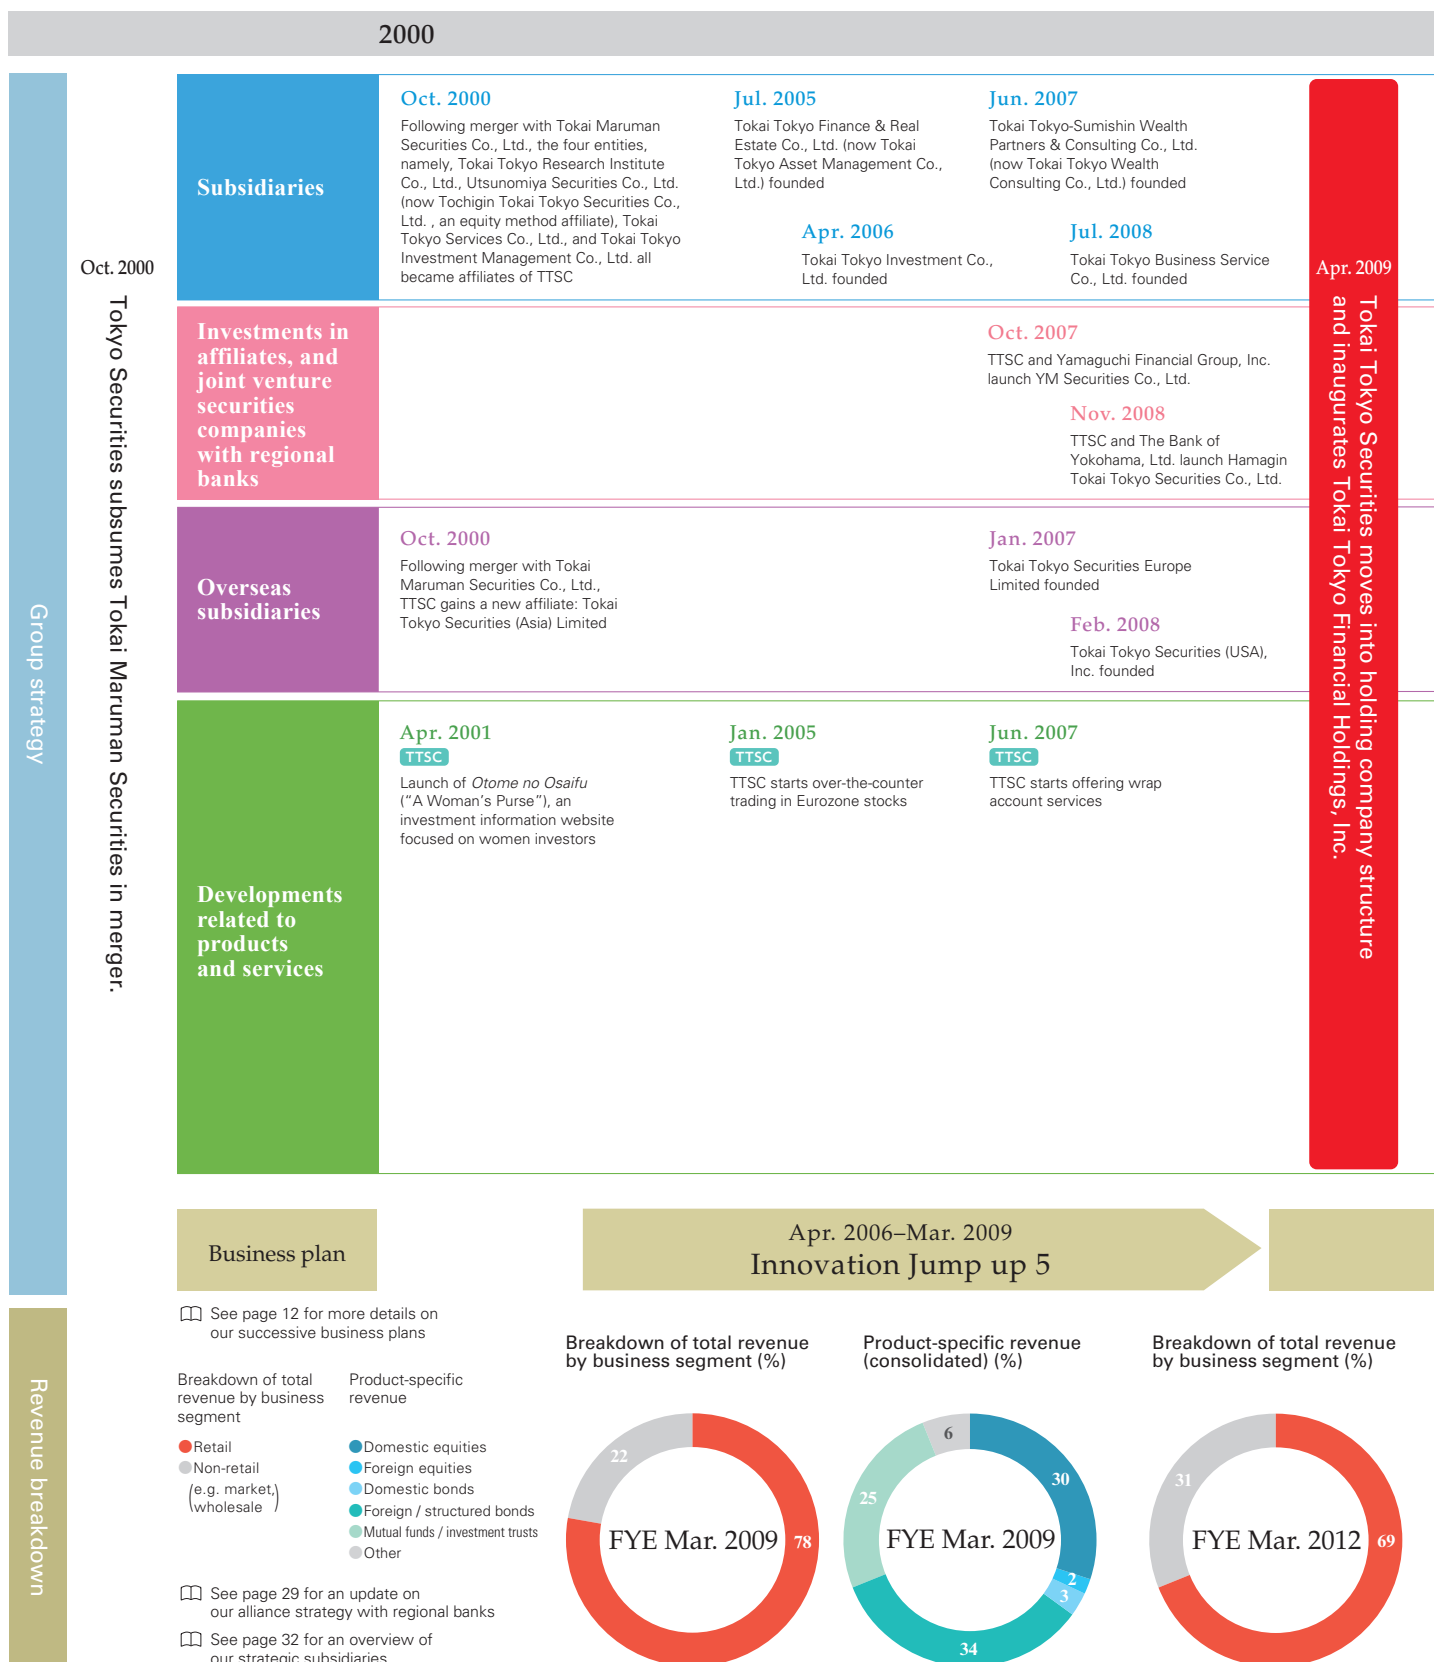 2000
Group strategy
Oct. 2000
Tokyo Securities subsumes Tokai Maruman Securities in merger.
Subsidiaries
Oct. 2000
Following merger with Tokai Maruman
Securities Co., Ltd., the four entities,
namely, Tokai Tokyo Research Institute
Co., Ltd., Utsunomiya Securities Co., Ltd.
(now Tochigin Tokai Tokyo Securities Co.,
Ltd. , an equity method affiliate), Tokai
Tokyo Services Co., Ltd., and Tokai Tokyo
Investment Management Co., Ltd. all
became affiliates of TTSC
Jul. 2005
Tokai Tokyo Finance & Real
Estate Co., Ltd. (now Tokai
Tokyo Asset Management Co.,
Ltd.) founded
Apr. 2006
Tokai Tokyo Investment Co.,
Ltd. founded
Jun. 2007
Tokai Tokyo-Sumishin Wealth
Partners & Consulting Co., Ltd.
(now Tokai Tokyo Wealth
Consulting Co., Ltd.) founded
Jul. 2008
Tokai Tokyo Business Service
Co., Ltd. founded
Investments in
affiliates, and
joint venture
securities
companies
with regional
banks
Oct. 2007
TTSC and Yamaguchi Financial Group, Inc.
launch YM Securities Co., Ltd.
Nov. 2008
TTSC and The Bank of
Yokohama, Ltd. launch Hamagin
Tokai Tokyo Securities Co., Ltd.
Overseas
subsidiaries
Oct. 2000
Following merger with Tokai
Maruman Securities Co., Ltd.,
TTSC gains a new affiliate: Tokai
Tokyo Securities (Asia) Limited
Jan. 2007
Tokai Tokyo Securities Europe
Limited founded
Feb. 2008
Tokai Tokyo Securities (USA),
Inc. founded
Developments
related to
products
and services
Apr. 2001
TTSC
Launch of Otome no Osaifu
(“A Woman’s Purse”), an
investment information website
focused on women investors
Jan. 2005
TTSC
TTSC starts over-the-counter
trading in Eurozone stocks
Jun. 2007
TTSC
TTSC starts offering wrap
account services
Apr. 2009
Tokai Tokyo Securities moves into holding company structure
and inaugurates Tokai Tokyo Financial Holdings, Inc.
Business plan
Apr. 2006–Mar. 2009
Innovation Jump up 5
Revenue breakdown
See page 12 for more details on
our successive business plans
Breakdown of total
revenue by business
segment
Retail
Non-retail
(e.g. market,
wholesale)
Product-specific
revenue
Domestic equities
Foreign equities
Domestic bonds
Foreign / structured bonds
Mutual funds / investment trusts
Other
See page 29 for an update on
our alliance strategy with regional banks
See page 32 for an overview of
our strategic subsidiaries
Breakdown of total revenue
by business segment (%)
22
FYE Mar. 2009
78
Product-specific revenue
(consolidated) (%)
6
30
25
FYE Mar. 2009
2
3
34
Breakdown of total revenue
by business segment (%)
31
FYE Mar. 2012
69